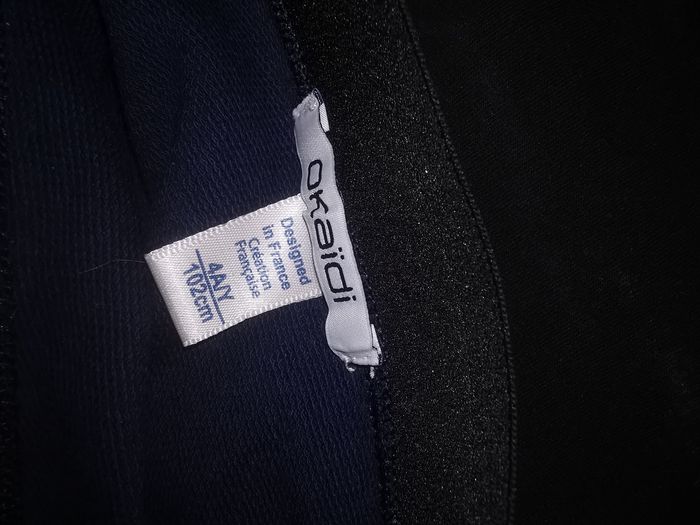 okaïdi
Designed
in France
Création
Française
4A/Y
102cm